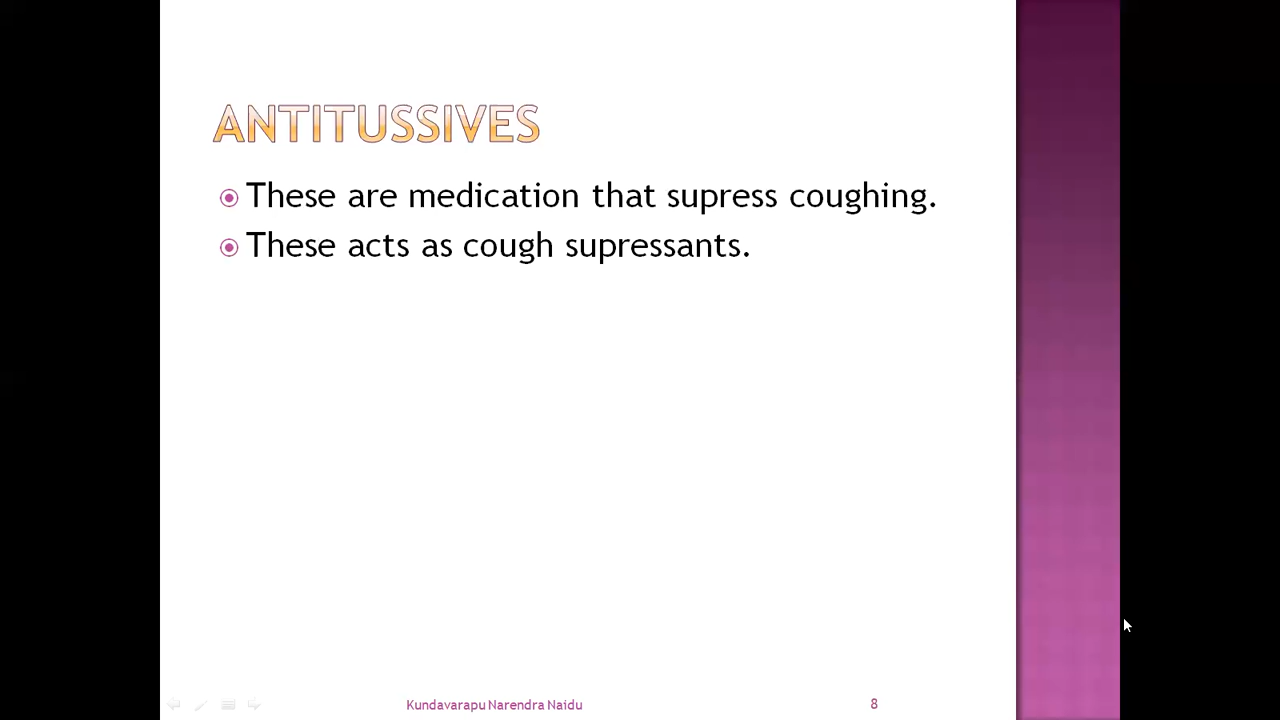 ANTITUSSIVES
These are medication that supress coughing.
These acts as cough supressants.
Kundavarapu Narendra Naidu
8